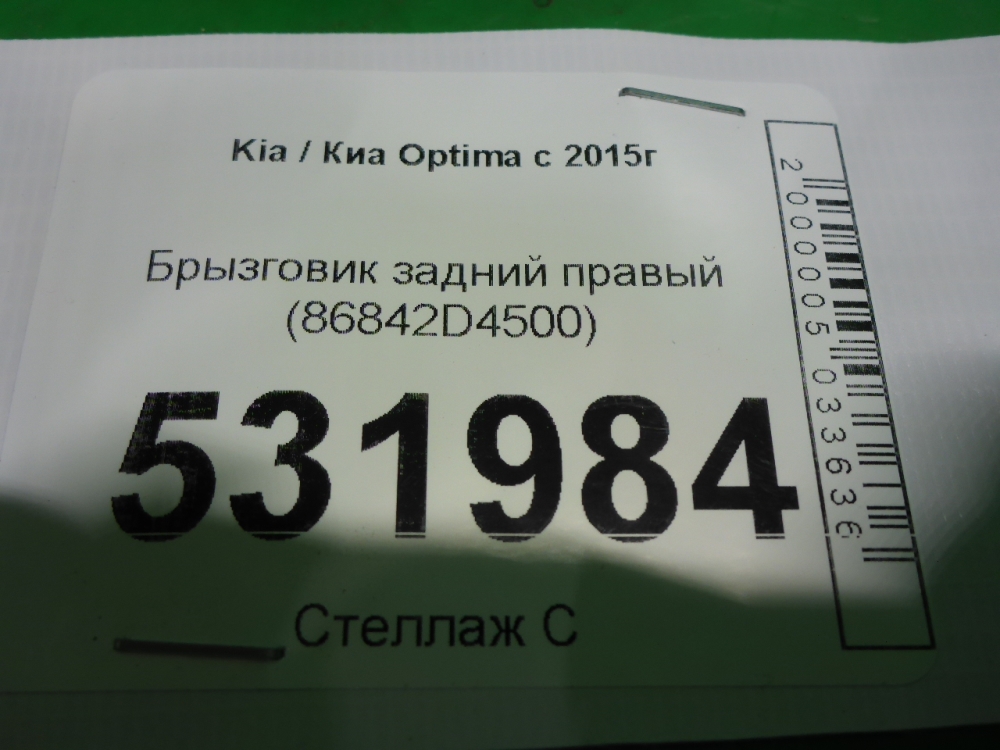 Kia / Киа Optima с 2015г
Брызговик задний правый
(86842D4500)
531984
Стеллаж С
2000005033636